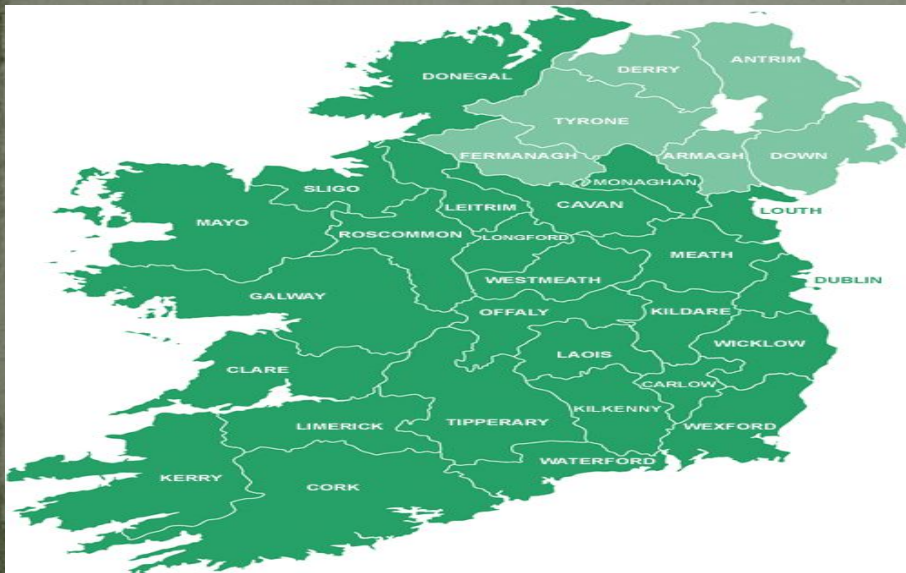 DONEGAL
DERRY
ANTRIM
TYRONE
FERMANAGH
ARMAGH
DOWN
MONAGHAN
SLIGO
LEITRIM
CAVAN
LOUTH
MAYO
ROSCOMMON
LONGFORD
MEATH
WESTMEATH
DUBLIN
GALWAY
OFFALY
KILDARE
WICKLOW
LAOIS
CLARE
CARLOW
KILKENNY
LIMERICK
TIPPERARY
WEXFORD
WATERFORD
KERRY
CORK